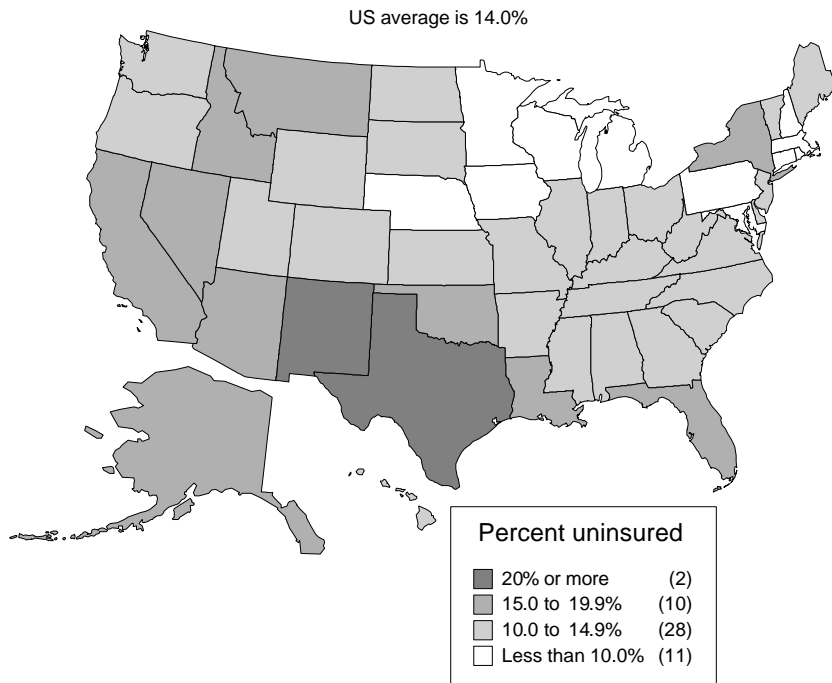 US average is 14.0%
Percent uninsured
20% or more (2)
15.0 to 19.9% (10)
10.0 to 14.9% (28)
Less than 10.0% (11)